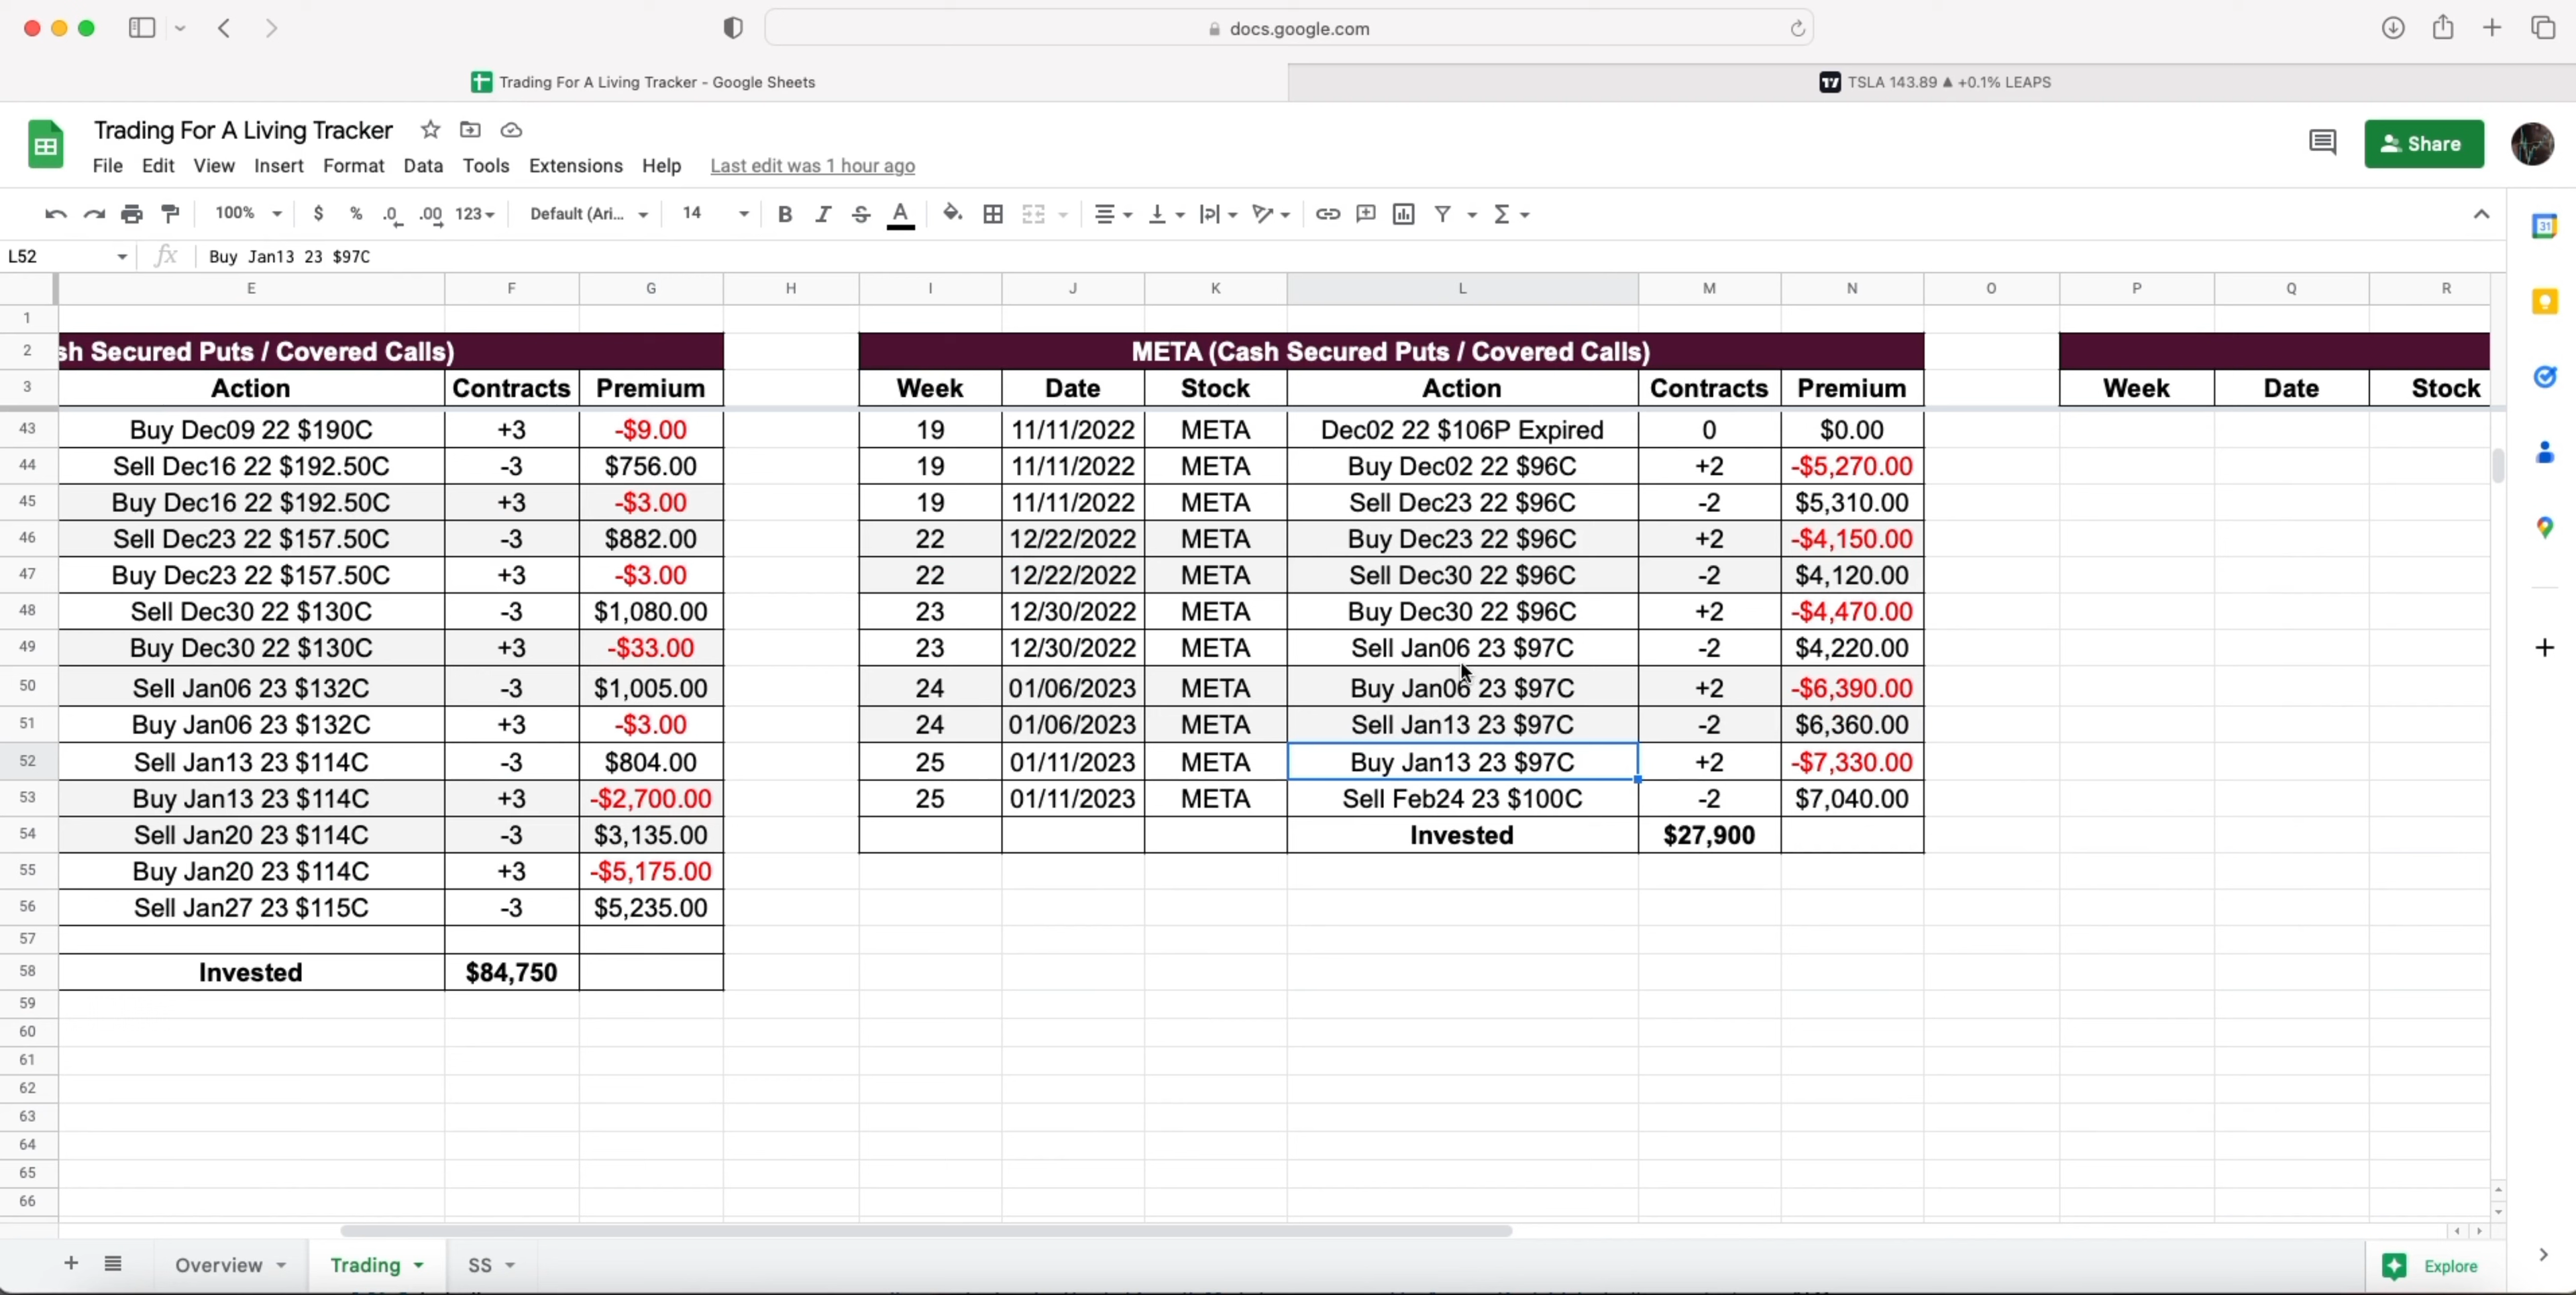 docs.google.com
Trading For A Living Tracker - Google Sheets
TSLA 143.89 ▲ +0.1% LEAPS
Trading For A Living Tracker
Share
File Edit View Insert Format Data Tools Extensions Help Last edit was 1 hour ago
100% $ % .0 .00 123 Default (Ari... 14 B I S A
L52 fx Buy Jan13 23 $97C
E F G H I J K L M N O P Q R
1
2 sh Secured Puts / Covered Calls) META (Cash Secured Puts / Covered Calls)
3 Action Contracts Premium Week Date Stock Action Contracts Premium Week Date Stock
43 Buy Dec09 22 $190C +3 -$9.00 19 11/11/2022 META Dec02 22 $106P Expired 0 $0.00
44 Sell Dec16 22 $192.50C -3 $756.00 19 11/11/2022 META Buy Dec02 22 $96C +2 -$5,270.00
45 Buy Dec16 22 $192.50C +3 -$3.00 19 11/11/2022 META Sell Dec23 22 $96C -2 $5,310.00
46 Sell Dec23 22 $157.50C -3 $882.00 22 12/22/2022 META Buy Dec23 22 $96C +2 -$4,150.00
47 Buy Dec23 22 $157.50C +3 -$3.00 22 12/22/2022 META Sell Dec30 22 $96C -2 $4,120.00
48 Sell Dec30 22 $130C -3 $1,080.00 23 12/30/2022 META Buy Dec30 22 $96C +2 -$4,470.00
49 Buy Dec30 22 $130C +3 -$33.00 23 12/30/2022 META Sell Jan06 23 $97C -2 $4,220.00
50 Sell Jan06 23 $132C -3 $1,005.00 24 01/06/2023 META Buy Jan06 23 $97C +2 -$6,390.00
51 Buy Jan06 23 $132C +3 -$3.00 24 01/06/2023 META Sell Jan13 23 $97C -2 $6,360.00
52 Sell Jan13 23 $114C -3 $804.00 25 01/11/2023 META Buy Jan13 23 $97C +2 -$7,330.00
53 Buy Jan13 23 $114C +3 -$2,700.00 25 01/11/2023 META Sell Feb24 23 $100C -2 $7,040.00
54 Sell Jan20 23 $114C -3 $3,135.00 Invested $27,900
55 Buy Jan20 23 $114C +3 -$5,175.00
56 Sell Jan27 23 $115C -3 $5,235.00
57
58 Invested $84,750
59
60
61
62
63
64
65
66
Overview Trading SS Explore